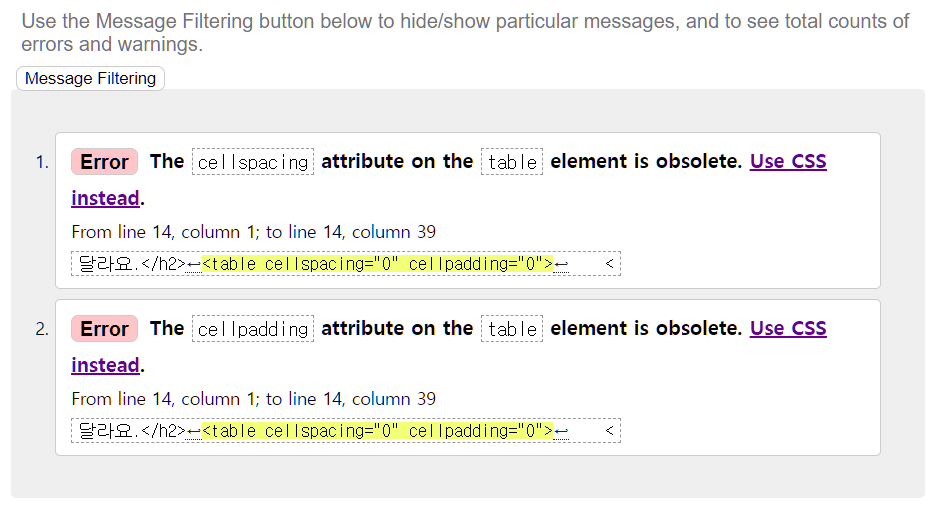 Use the Message Filtering button below to hide/show particular messages, and to see total counts of
errors and warnings.
Message Filtering
1. Error The cellspacing attribute on the table element is obsolete. Use CSS
instead.
From line 14, column 1; to line 14, column 39
달라요.</h2>↩<table cellspacing="0" cellpadding="0">↩ <
2. Error The cellpadding attribute on the table element is obsolete. Use CSS
instead.
From line 14, column 1; to line 14, column 39
달라요.</h2>↩<table cellspacing="0" cellpadding="0">↩ <